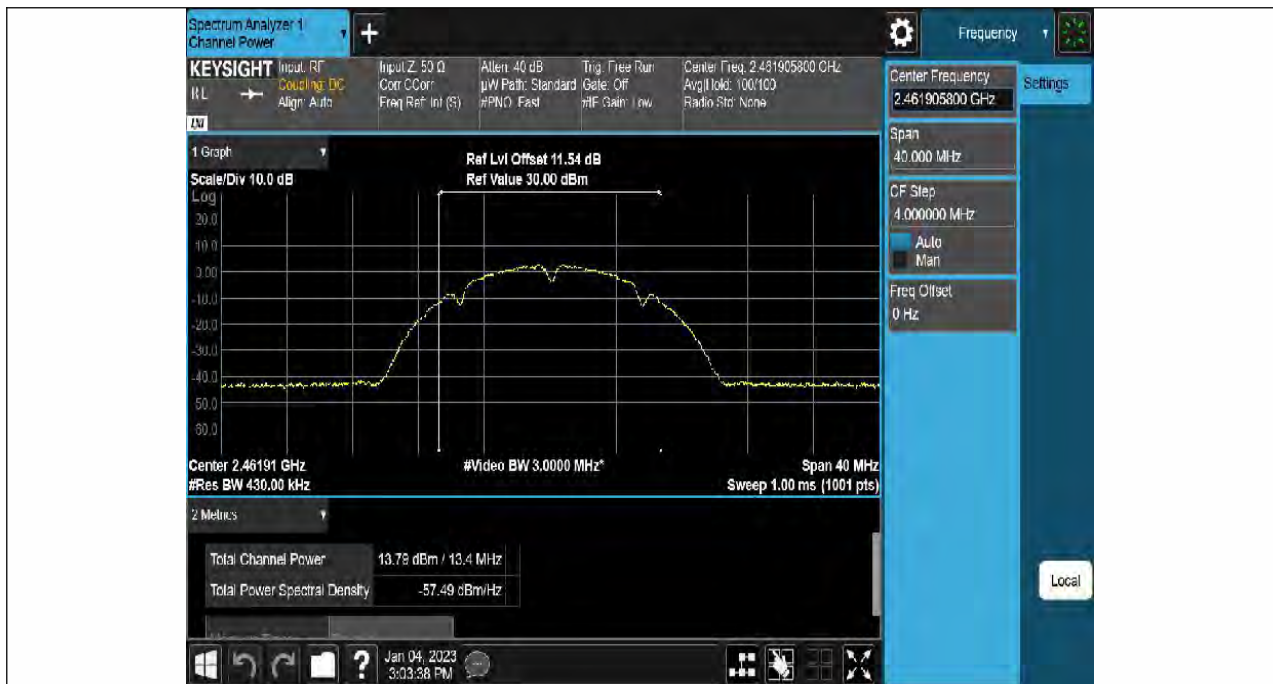 Spectrum Analyzer 1
Channel Power
+
Frequency
KEYSIGHT
RL
LXI
Input: RF
Coupling: DC
Align: Auto
Input Z: 50 Ω
Corr CCorr
Freq Ref: Int (S)
Atten: 40 dB
µW Path: Standard
#PNO: Fast
Trig: Free Run
Gate: Off
#IF Gain: Low
Center Freq: 2.461905800 GHz
Avg|Hold: 100/100
Radio Std: None
Center Frequency
2.461905800 GHz
Settings
Span
40.000 MHz
CF Step
4.000000 MHz
Auto
Man
Freq Offset
0 Hz
1 Graph
Scale/Div 10.0 dB
Ref Lvl Offset 11.54 dB
Ref Value 30.00 dBm
Log
20.0
10.0
0.00
-10.0
-20.0
-30.0
-40.0
-50.0
-60.0
Center 2.46191 GHz
#Video BW 3.0000 MHz*
Span 40 MHz
#Res BW 430.00 kHz
Sweep 1.00 ms (1001 pts)
2 Metrics
Total Channel Power 13.79 dBm / 13.4 MHz
Total Power Spectral Density -57.49 dBm/Hz
Local
?
Jan 04, 2023
3:03:38 PM